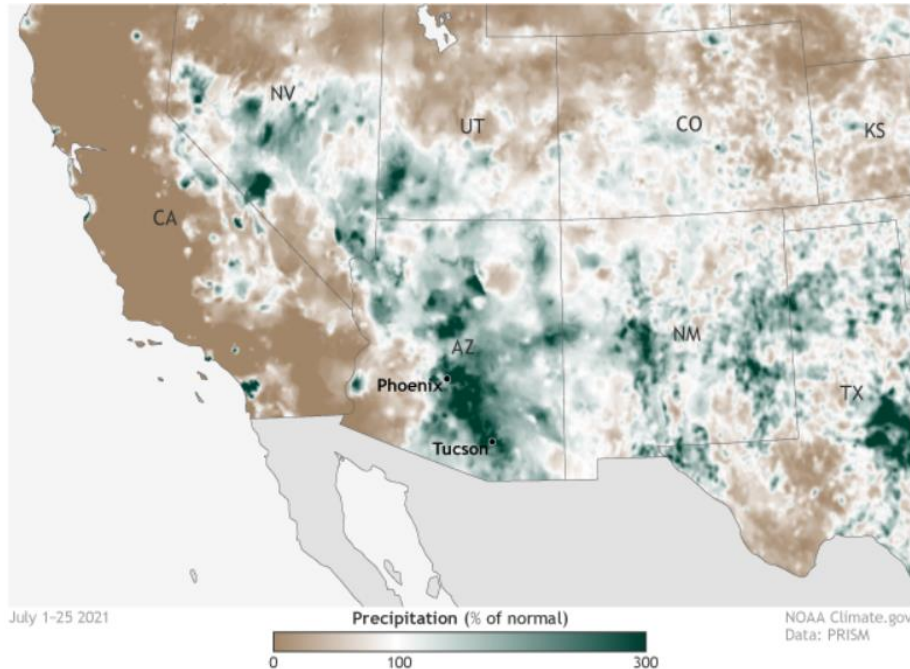 NV
UT
CO
KS
CA
AZ
NM
Phoenix
TX
Tucson
July 1-25 2021
Precipitation (% of normal)
NOAA Climate.gov
Data: PRISM
0
100
300